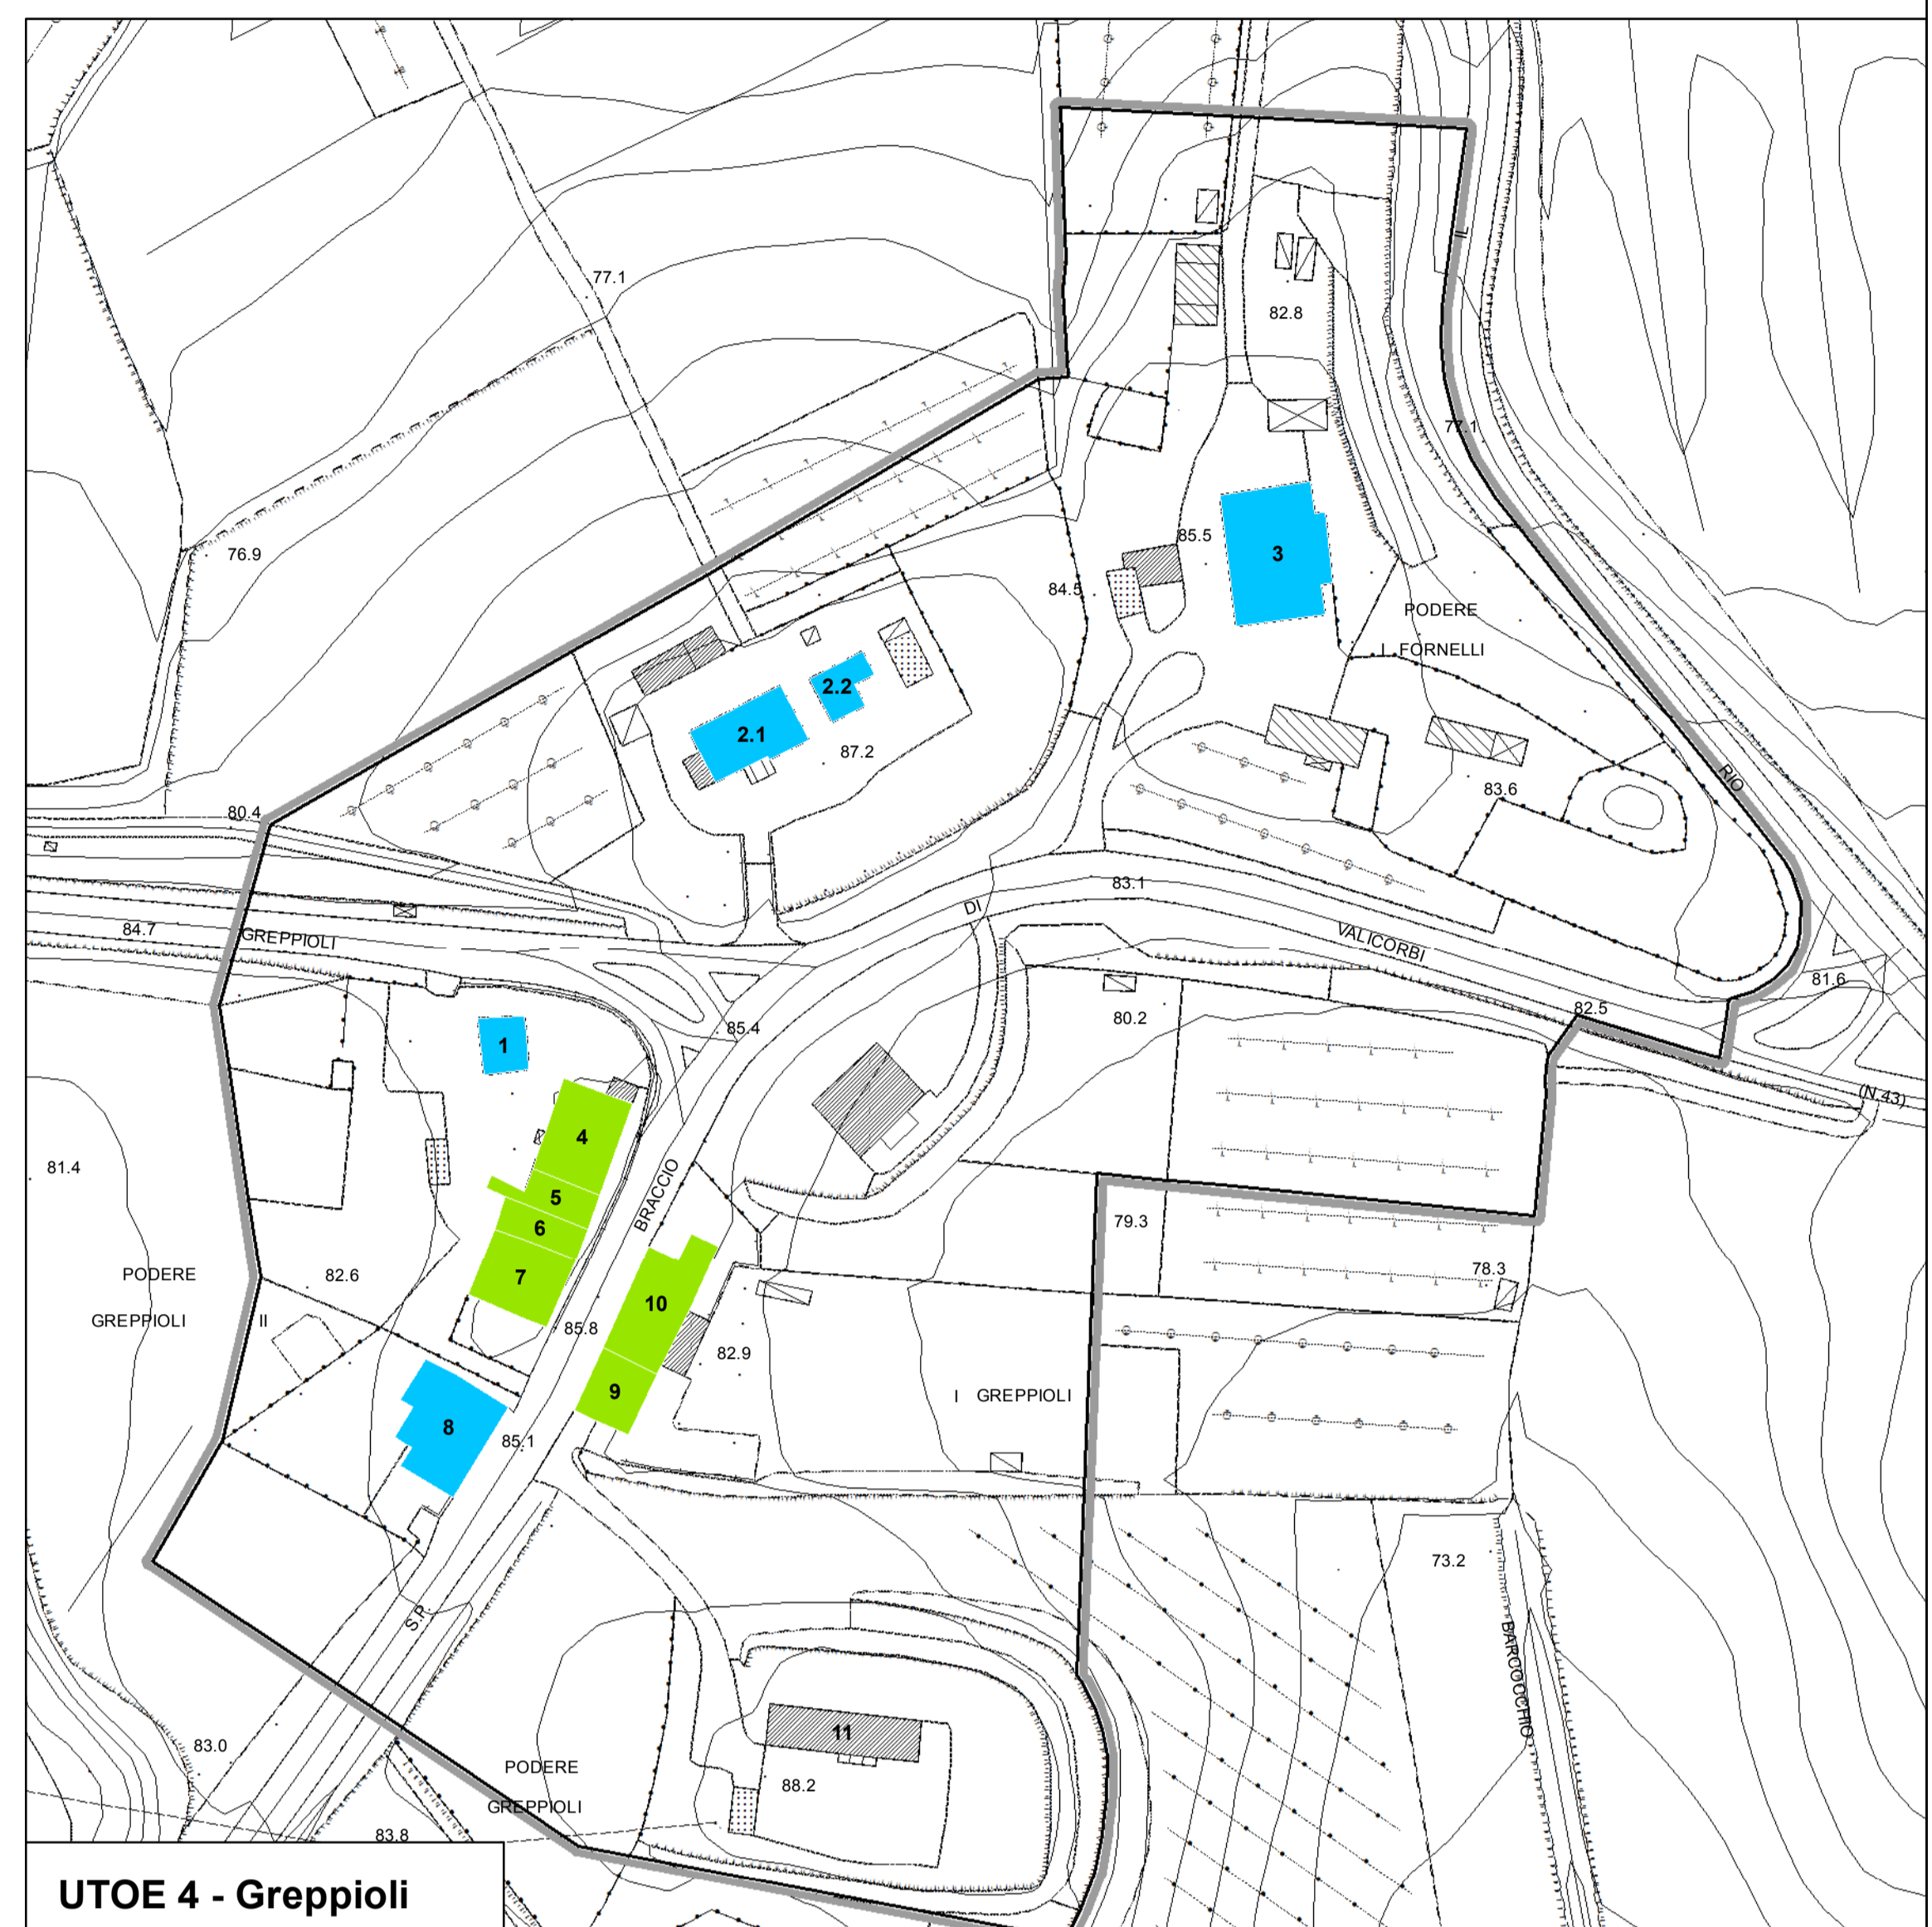 77.1
IL
82.8
77.1
76.9
85.5
3
84.5
PODERE
I FORNELLI
2.2
2.1
87.2
RIO
83.6
80.4
83.1
DI
84.7
GREPPIOLI
VALICORBI
81.6
82.5
80.2
85.4
1
(N.43)
4
81.4
BRACCIO
5
6
79.3
7
82.6
78.3
PODERE
GREPPIOLI II
10
85.8
82.9
9
I GREPPIOLI
8
85.1
73.2
S.P.
BARCOCCHIO
83.0
11
PODERE
GREPPIOLI
88.2
83.8
UTOE 4 - Greppioli